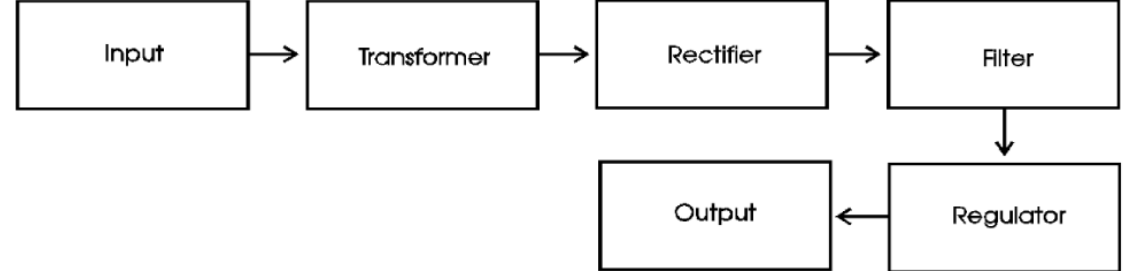 Input
Transformer
Rectifier
Filter
Regulator
Output